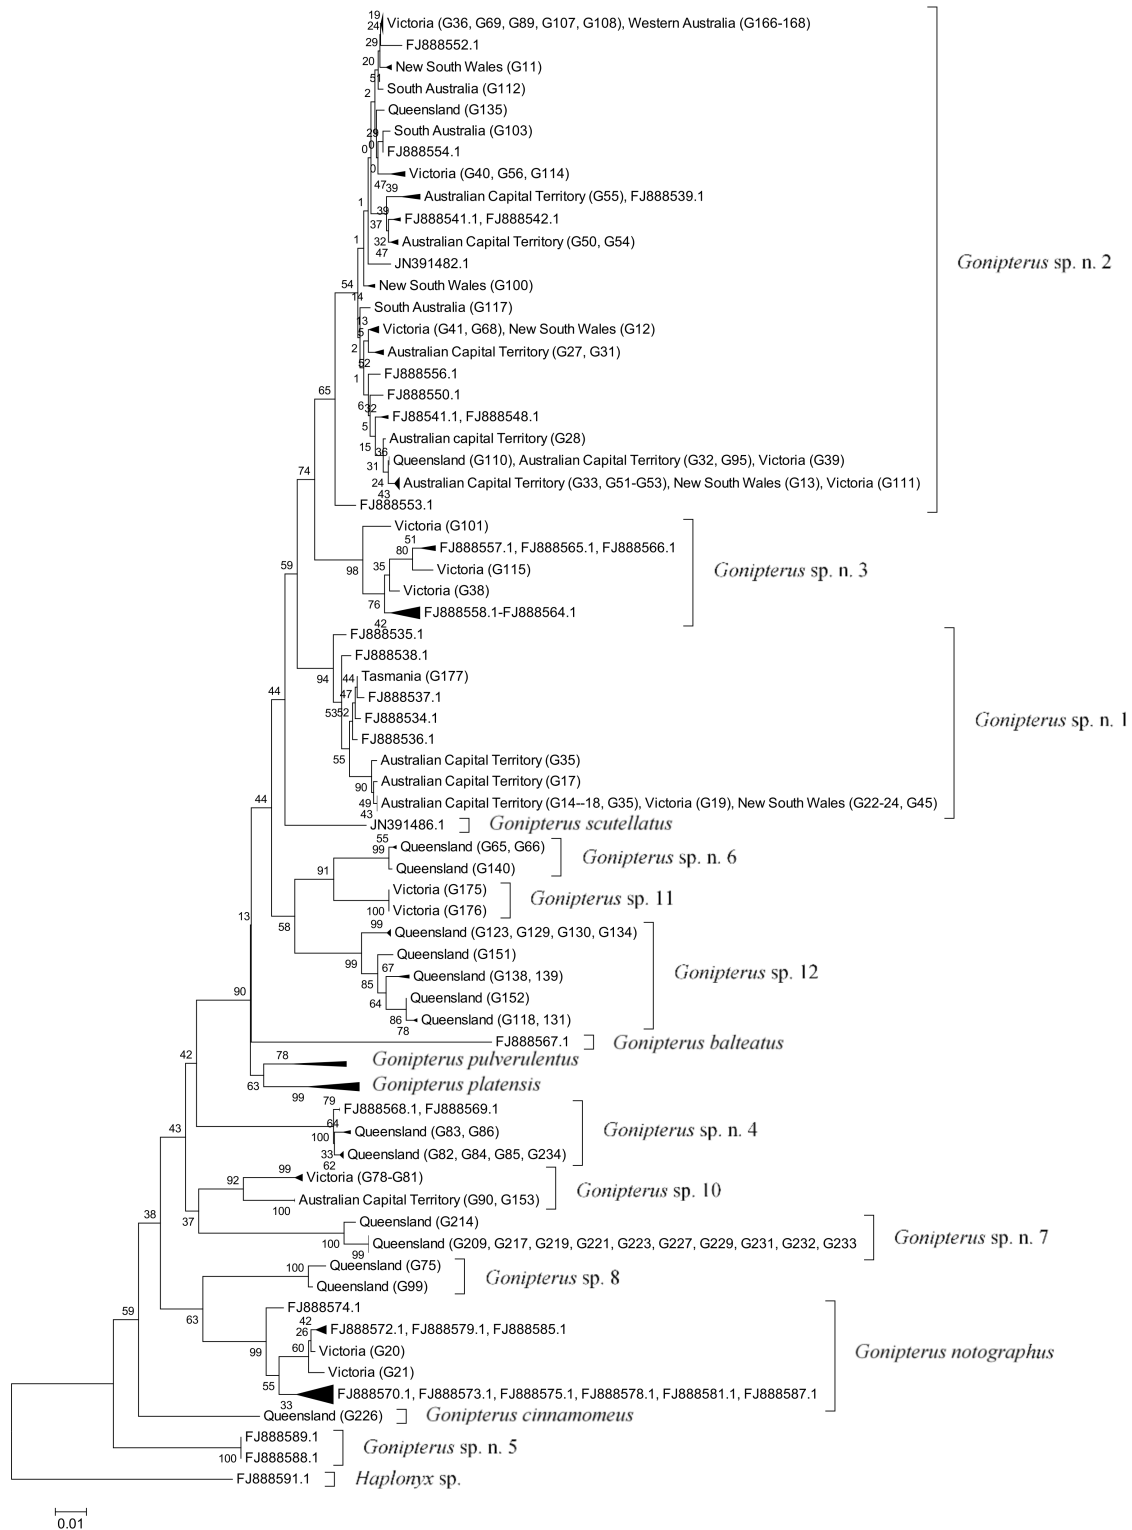 19
24
Victoria (G36, G69, G89, G107, G108), Western Australia (G166-168)
29
FJ888552.1
20
New South Wales (G11)
51
South Australia (G112)
2
Queensland (G135)
29
South Australia (G103)
0
0
FJ888554.1
0
Victoria (G40, G56, G114)
47
39
Australian Capital Territory (G55), FJ888539.1
1
39
37
FJ888541.1, FJ888542.1
1
32
Australian Capital Territory (G50, G54)
47
JN391482.1
Gonipterus sp. n. 2
54
New South Wales (G100)
14
South Australia (G117)
13
5
Victoria (G41, G68), New South Wales (G12)
2
Australian Capital Territory (G27, G31)
52
1
FJ888556.1
65
FJ888550.1
6
32
FJ88541.1, FJ888548.1
5
Australian capital Territory (G28)
15
36
Queensland (G110), Australian Capital Territory (G32, G95), Victoria (G39)
31
74
24
Australian Capital Territory (G33, G51-G53), New South Wales (G13), Victoria (G111)
43
FJ888553.1
Victoria (G101)
51
80
FJ888557.1, FJ888565.1, FJ888566.1
59
98
35
Victoria (G115)
Gonipterus sp. n. 3
Victoria (G38)
76
FJ888558.1-FJ888564.1
42
FJ888535.1
FJ888538.1
94
44
Tasmania (G177)
44
47
FJ888537.1
53
52
FJ888534.1
Gonipterus sp. n. 1
FJ888536.1
55
Australian Capital Territory (G35)
90
Australian Capital Territory (G17)
44
49
Australian Capital Territory (G14--18, G35), Victoria (G19), New South Wales (G22-24, G45)
43
JN391486.1
Gonipterus scutellatus
55
99
Queensland (G65, G66)
Gonipterus sp. n. 6
91
Queensland (G140)
Victoria (G175)
Gonipterus sp. 11
100
Victoria (G176)
13
58
99
Queensland (G123, G129, G130, G134)
99
Queensland (G151)
67
Queensland (G138, 139)
Gonipterus sp. 12
85
90
64
Queensland (G152)
86
Queensland (G118, 131)
78
FJ888567.1
Gonipterus balteatus
42
78
Gonipterus pulverulentus
63
Gonipterus platensis
99
79
FJ888568.1, FJ888569.1
64
43
100
Queensland (G83, G86)
Gonipterus sp. n. 4
33
Queensland (G82, G84, G85, G234)
62
99
Victoria (G78-G81)
92
Gonipterus sp. 10
Australian Capital Territory (G90, G153)
100
38
37
Queensland (G214)
Gonipterus sp. n. 7
100
Queensland (G209, G217, G219, G221, G223, G227, G229, G231, G232, G233
99
100
Queensland (G75)
Gonipterus sp. 8
Queensland (G99)
59
63
FJ888574.1
42
26
FJ888572.1, FJ888579.1, FJ888585.1
60
99
Victoria (G20)
Gonipterus notographus
Victoria (G21)
55
FJ888570.1, FJ888573.1, FJ888575.1, FJ888578.1, FJ888581.1, FJ888587.1
33
Queensland (G226)
Gonipterus cinnamomeus
FJ888589.1
Gonipterus sp. n. 5
100
FJ888588.1
FJ888591.1
Haplonyx sp.
0.01